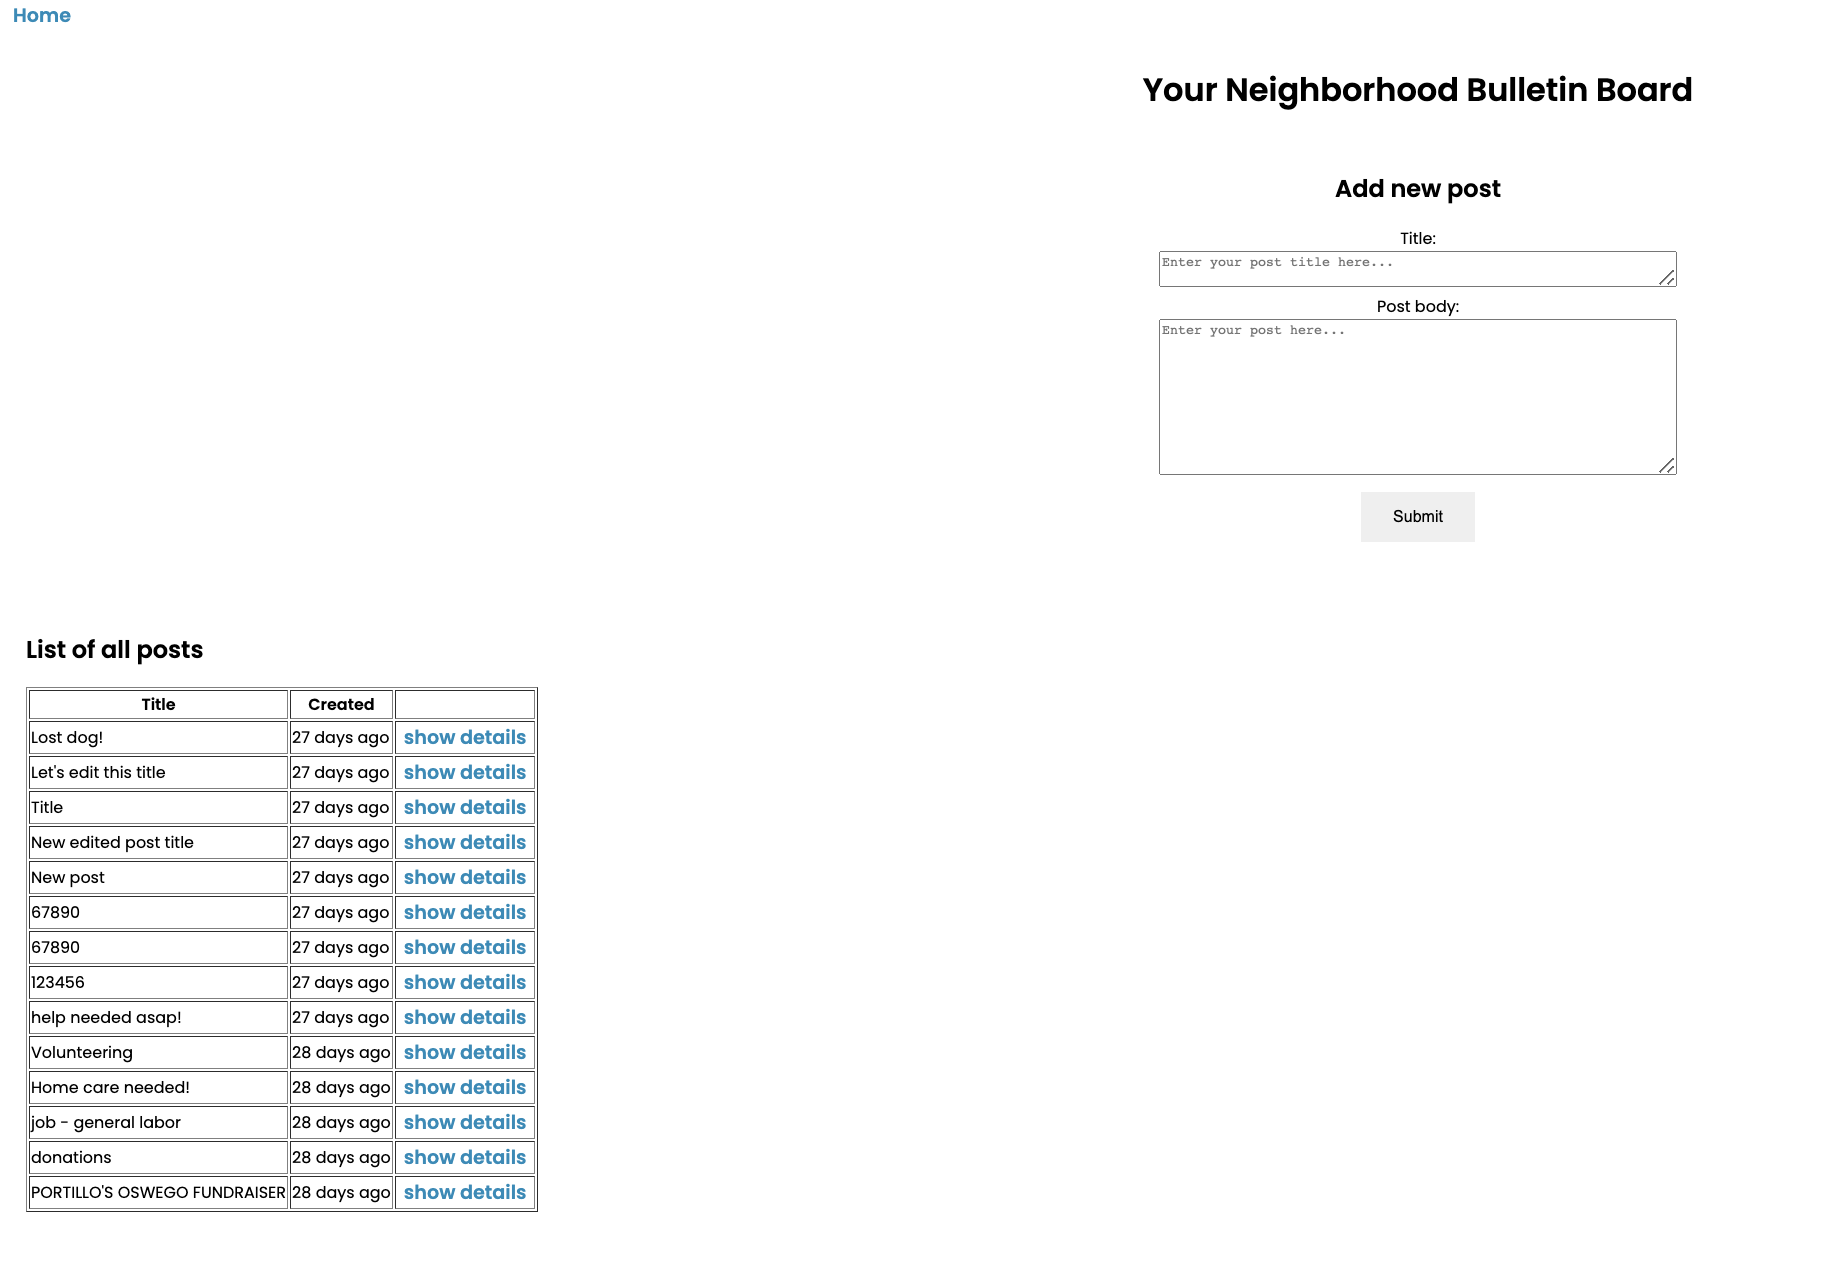 Home
Your Neighborhood Bulletin Board
Add new post
Title:
Enter your post title here...
Post body:
Enter your post here...
Submit
List of all posts
Title Created
Lost dog! 27 days ago show details
Let's edit this title 27 days ago show details
Title 27 days ago show details
New edited post title 27 days ago show details
New post 27 days ago show details
67890 27 days ago show details
67890 27 days ago show details
123456 27 days ago show details
help needed asap! 27 days ago show details
Volunteering 28 days ago show details
Home care needed! 28 days ago show details
job - general labor 28 days ago show details
donations 28 days ago show details
PORTILLO'S OSWEGO FUNDRAISER 28 days ago show details